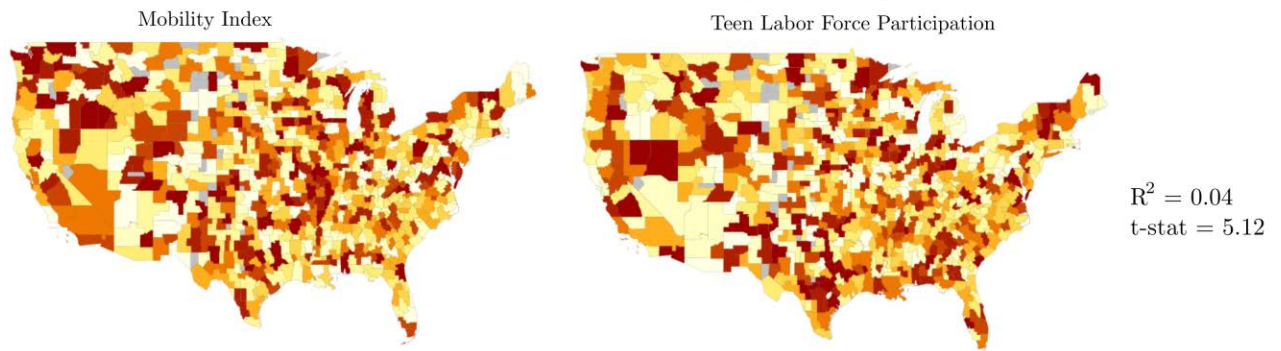 Mobility Index
Teen Labor Force Participation
R² = 0.04
t-stat = 5.12